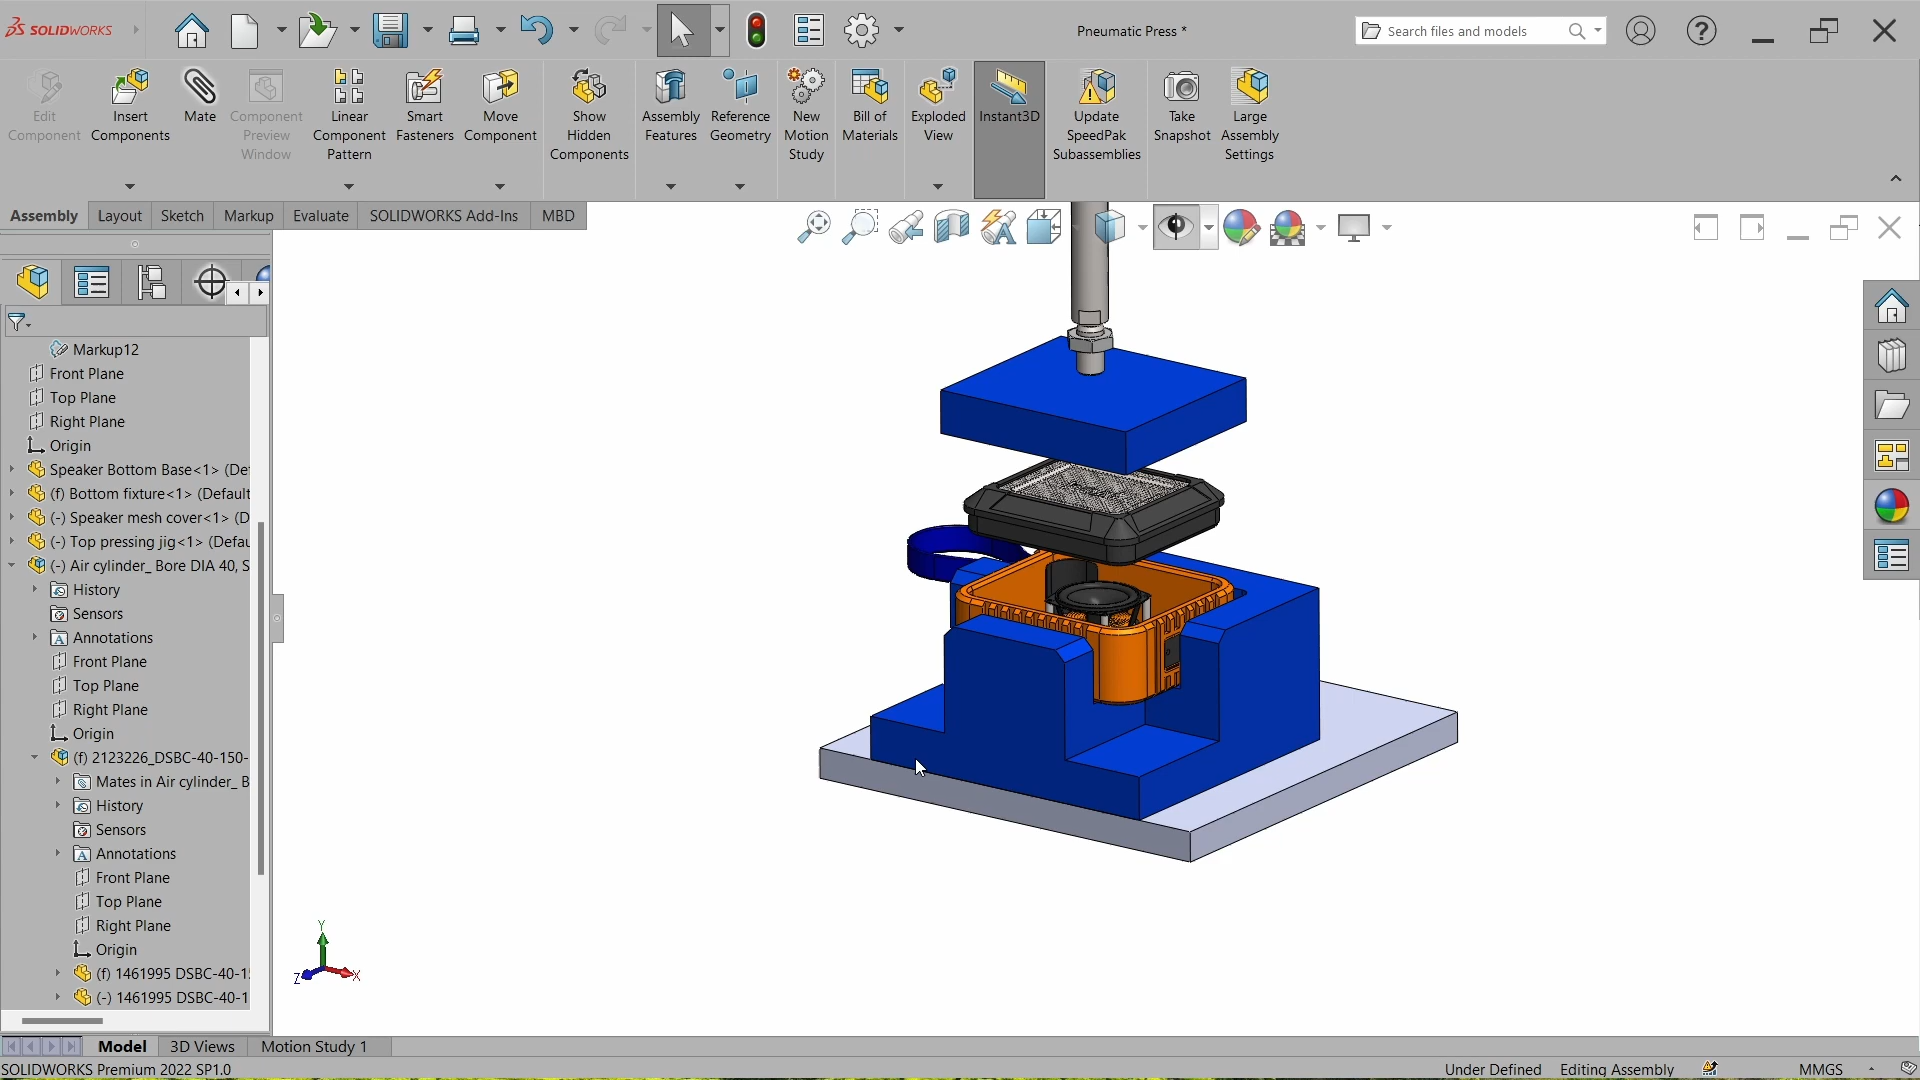 SOLIDWORKS
Pneumatic Press *
Search files and models
Edit Component
Insert Components
Mate
Component Preview Window
Linear Component Pattern
Smart Fasteners
Move Component
Show Hidden Components
Assembly Features
Reference Geometry
New Motion Study
Bill of Materials
Exploded View
Instant3D
Update SpeedPak Subassemblies
Take Snapshot
Large Assembly Settings
Assembly
Layout
Sketch
Markup
Evaluate
SOLIDWORKS Add-Ins
MBD
Markup12
Front Plane
Top Plane
Right Plane
Origin
Speaker Bottom Base<1> (De
(f) Bottom fixture<1> (Default
(-) Speaker mesh cover<1> (D
(-) Top pressing jig<1> (Defau
(-) Air cylinder_ Bore DIA 40, S
History
Sensors
Annotations
Front Plane
Top Plane
Right Plane
Origin
(f) 2123226_DSBC-40-150-
Mates in Air cylinder_ B
History
Sensors
Annotations
Front Plane
Top Plane
Right Plane
Origin
(f) 1461995 DSBC-40-1
(-) 1461995 DSBC-40-1
Y
Z
X
Model
3D Views
Motion Study 1
SOLIDWORKS Premium 2022 SP1.0
Under Defined
Editing Assembly
MMGS